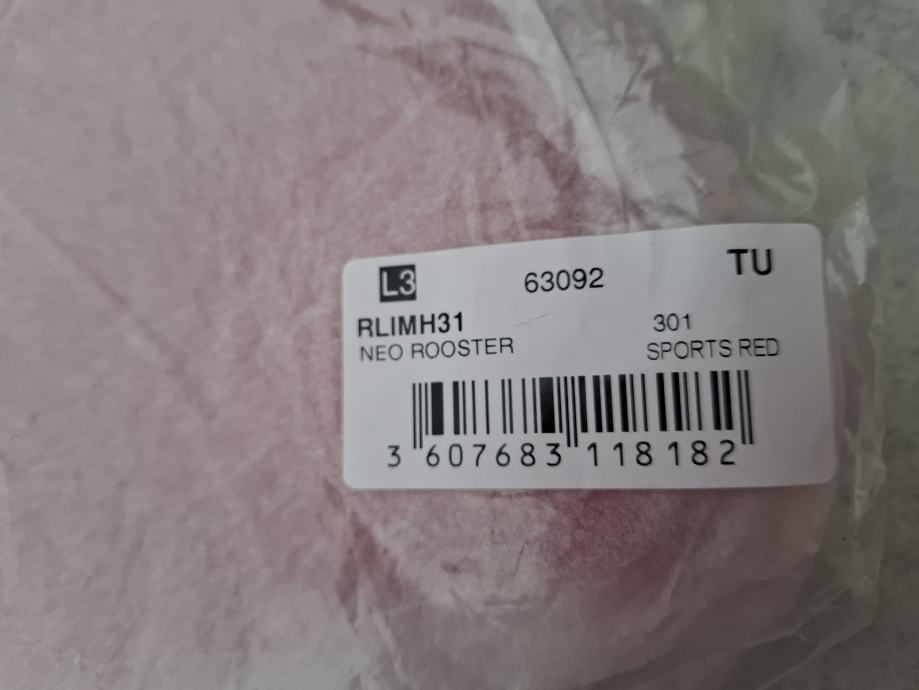 L3 63092 TU
RLIMH31 301
NEO ROOSTER SPORTS RED
3 607683 118182